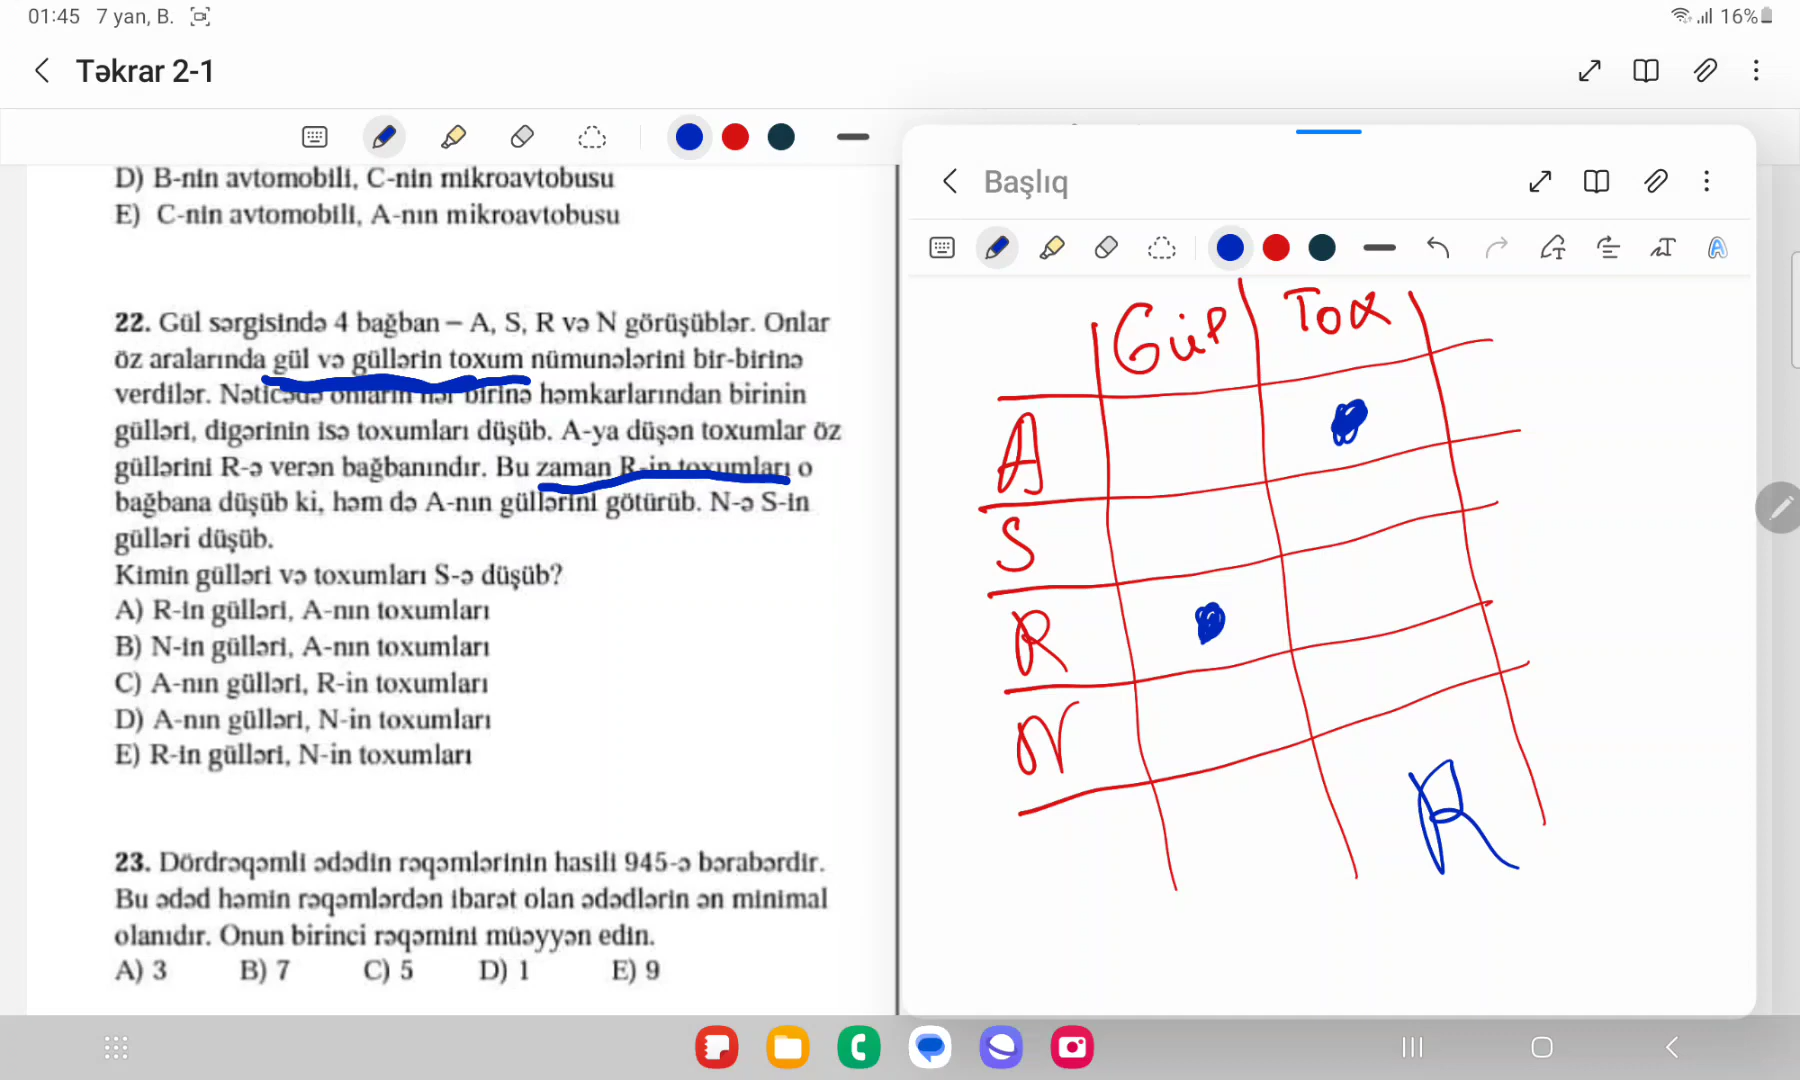 01:45 7 yan, B.
16%
Təkrar 2-1
D) B-nin avtomobili, C-nin mikroavtobusu
E) C-nin avtomobili, A-nın mikroavtobusu
22. Gül sərgisində 4 bağban – A, S, R və N görüşüblər. Onlar
öz aralarında gül və güllərin toxum nümunələrini bir-birinə
verdilər. Nəticədə onların hər birinə həmkarlarından birinin
gülləri, digərinin isə toxumları düşüb. A-ya düşən toxumlar öz
güllərini R-ə verən bağbanındır. Bu zaman R-in toxumları o
bağbana düşüb ki, həm də A-nın güllərini götürüb. N-ə S-in
gülləri düşüb.
Kimin gülləri və toxumları S-ə düşüb?
A) R-in gülləri, A-nın toxumları
B) N-in gülləri, A-nın toxumları
C) A-nın gülləri, R-in toxumları
D) A-nın gülləri, N-in toxumları
E) R-in gülləri, N-in toxumları
23. Dördrəqəmli ədədin rəqəmlərinin hasili 945-ə bərabərdir.
Bu ədəd həmin rəqəmlərdən ibarət olan ədədlərin ən minimal
olanıdır. Onun birinci rəqəmini müəyyən edin.
A) 3 B) 7 C) 5 D) 1 E) 9
Başlıq
Gül Tox
A
S
R
N
R